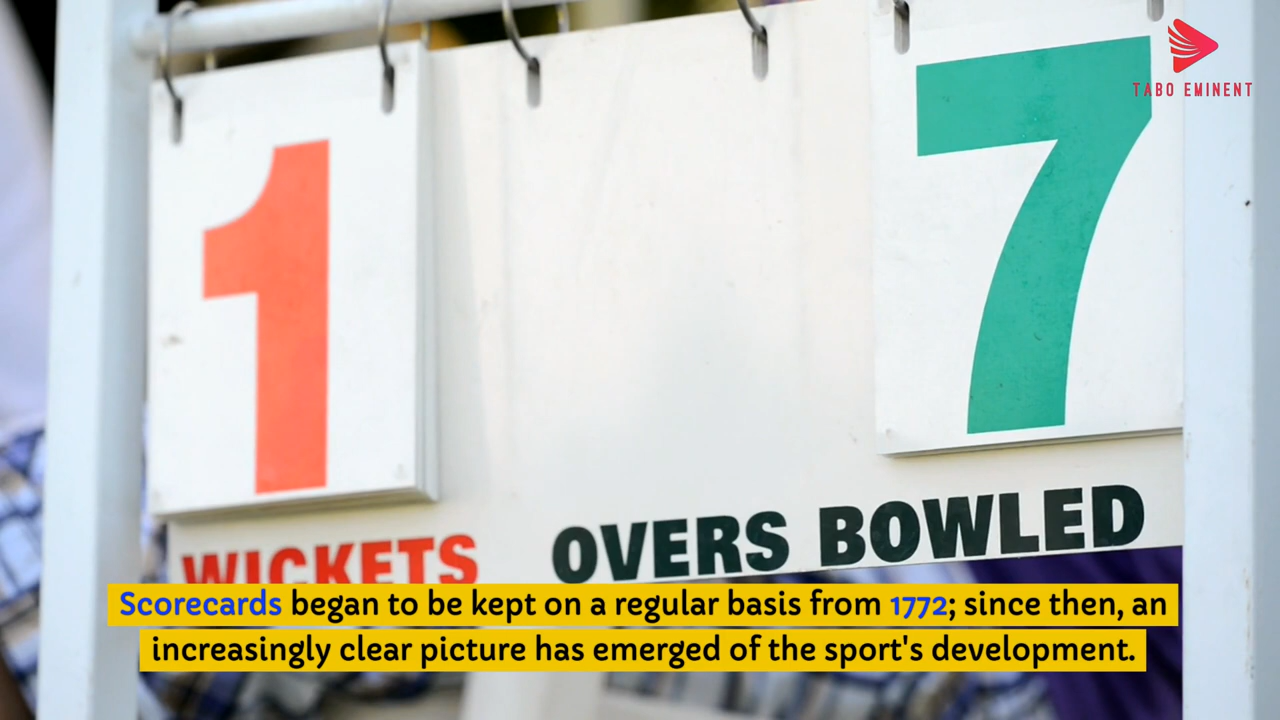 TABO EMINENT
1
7
WICKETS
OVERS BOWLED
Scorecards began to be kept on a regular basis from 1772; since then, an
increasingly clear picture has emerged of the sport's development.